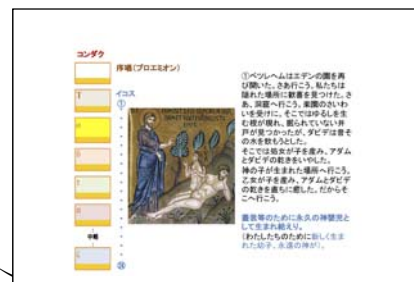 コンダク
序唱(プロエミオン)
イコス
①
中略
㉔
①ベツレヘムはエデンの園を再
び開いた。さあ行こう。私たちは
隠れた場所に歓喜を見つけた。さ
あ、洞窟へ行こう。楽園のさいわ
いを受けに。そこではゆるしを生
む根が現れ、掘られていない井
戸が見つかったが、ダビデは昔そ
の水を飲もうとした。
そこでは処女が子を産み、アダム
とダビデの乾きをいやした。
神の子が生まれた場所へ行こう。
乙女が子を産み、アダムとダビデ
の乾きを直ちに癒した。だからそ
こへ行こう。
蓋我等のために永久の神嬰児と
して生まれ給えり。
(わたしたちのために新しく生ま
れた幼子、永遠の神が)。